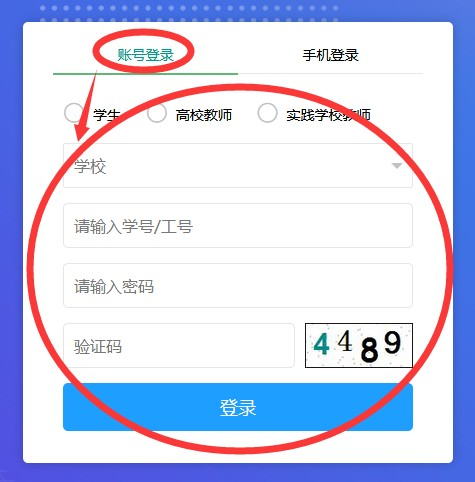 账号登录 手机登录
学生 高校教师 实践学校教师
学校
请输入学号/工号
请输入密码
验证码 4489
登录